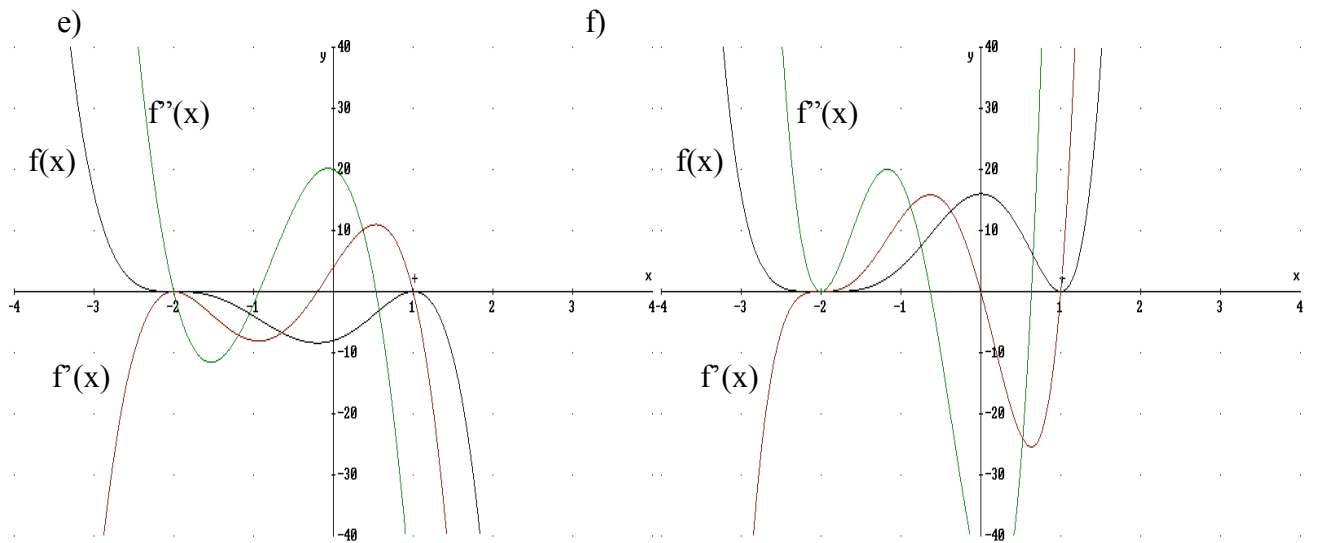 e) f)
40 40
y y
f”(x) 30 f”(x) 30
f(x) 20 f(x) 20
10 10
x x
-4 -3 -2 -1 1 2 3 4 -4 -3 -2 -1 1 2 3 4
-10 -10
f’(x) f’(x)
-20 -20
-30 -30
-40 -40